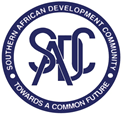 SOUTHERN AFRICAN DEVELOPMENT COMMUNITY
SADC
TOWARDS A COMMON FUTURE